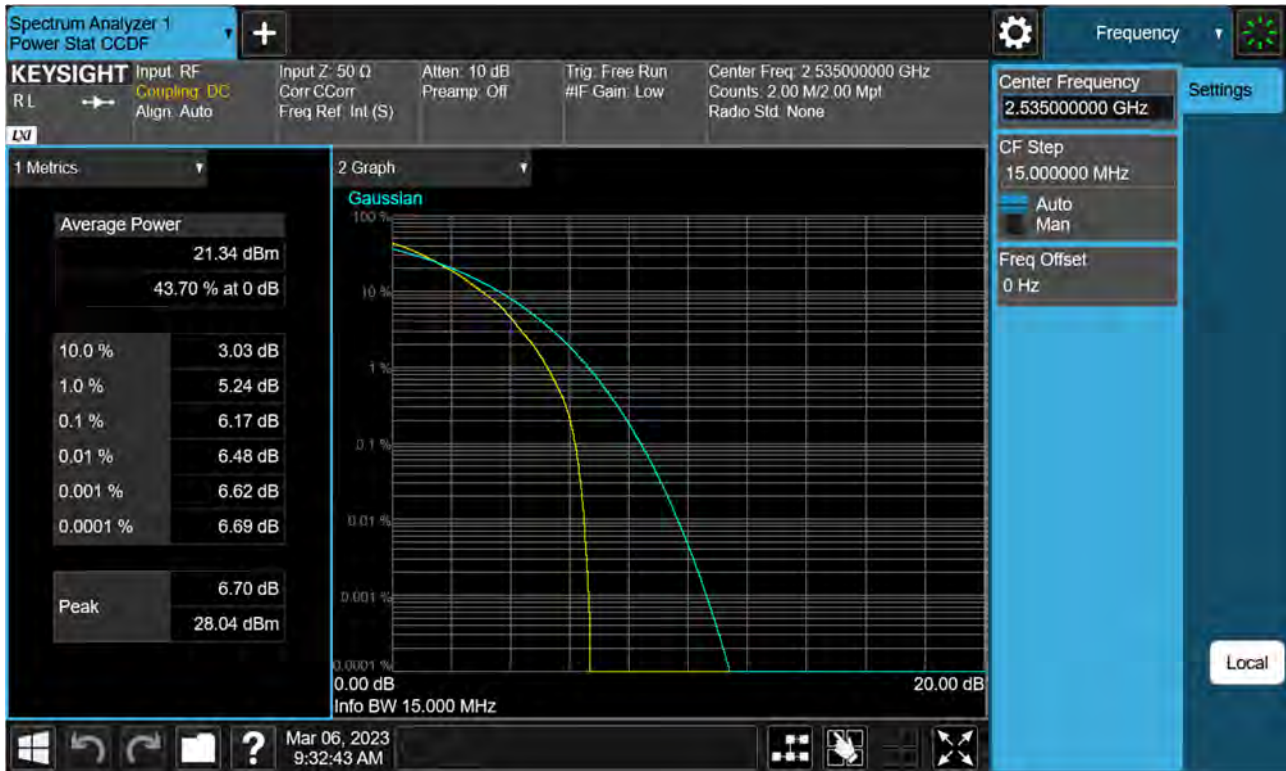 Spectrum Analyzer 1
Power Stat CCDF
Frequency
KEYSIGHT
RL
LXI
Input: RF
Coupling: DC
Align: Auto
Input Z: 50 Ω
Corr CCorr
Freq Ref: Int (S)
Atten: 10 dB
Preamp: Off
Trig: Free Run
#IF Gain: Low
Center Freq: 2.535000000 GHz
Counts: 2.00 M/2.00 Mpt
Radio Std: None
Center Frequency
2.535000000 GHz
Settings
CF Step
15.000000 MHz
Auto
Man
Freq Offset
0 Hz
1 Metrics
Average Power
21.34 dBm
43.70 % at 0 dB
10.0 % 3.03 dB
1.0 % 5.24 dB
0.1 % 6.17 dB
0.01 % 6.48 dB
0.001 % 6.62 dB
0.0001 % 6.69 dB
Peak
6.70 dB
28.04 dBm
2 Graph
Gaussian
100 %
10 %
1 %
0.1 %
0.01 %
0.001 %
0.0001 %
0.00 dB
20.00 dB
Info BW 15.000 MHz
Local
?
Mar 06, 2023
9:32:43 AM